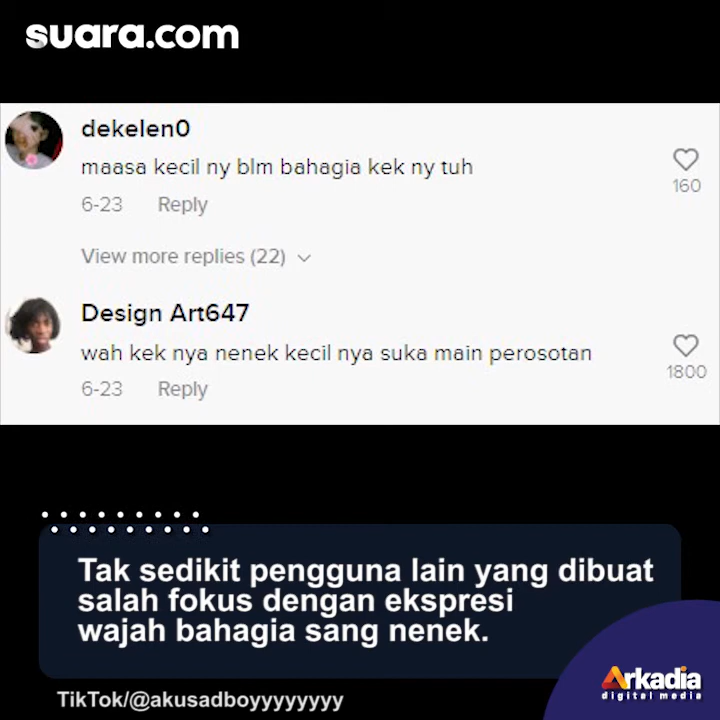 suara.com
dekelen0
maasa kecil ny blm bahagia kek ny tuh
160
6-23 Reply
View more replies (22)
Design Art647
wah kek nya nenek kecil nya suka main perosotan
1800
6-23 Reply
Tak sedikit pengguna lain yang dibuat
salah fokus dengan ekspresi
wajah bahagia sang nenek.
Arkadia
digital media
TikTok/@akusadboyyyyyyyy